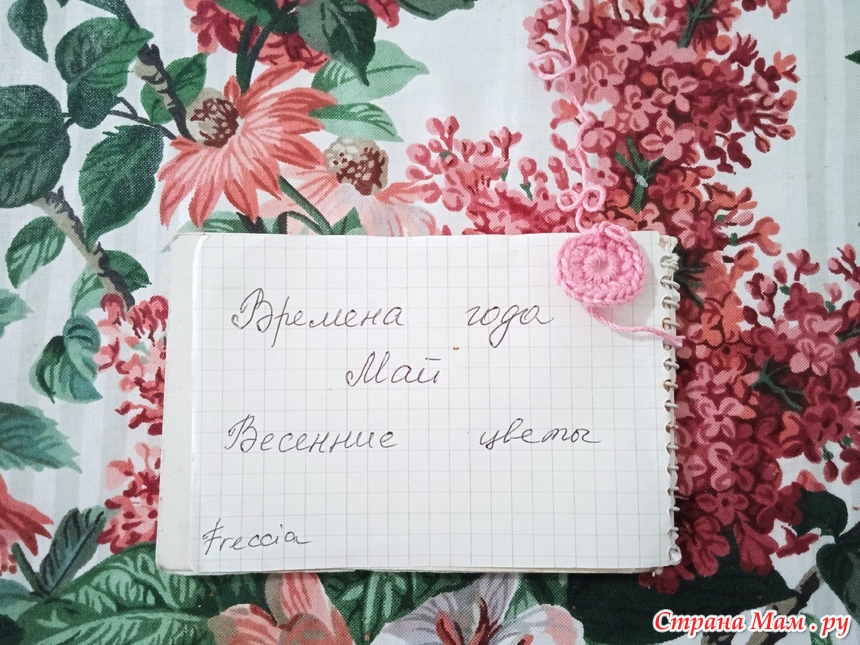 Времена года
Май
Весенние цветы
Freccia
Страна Мам.ру